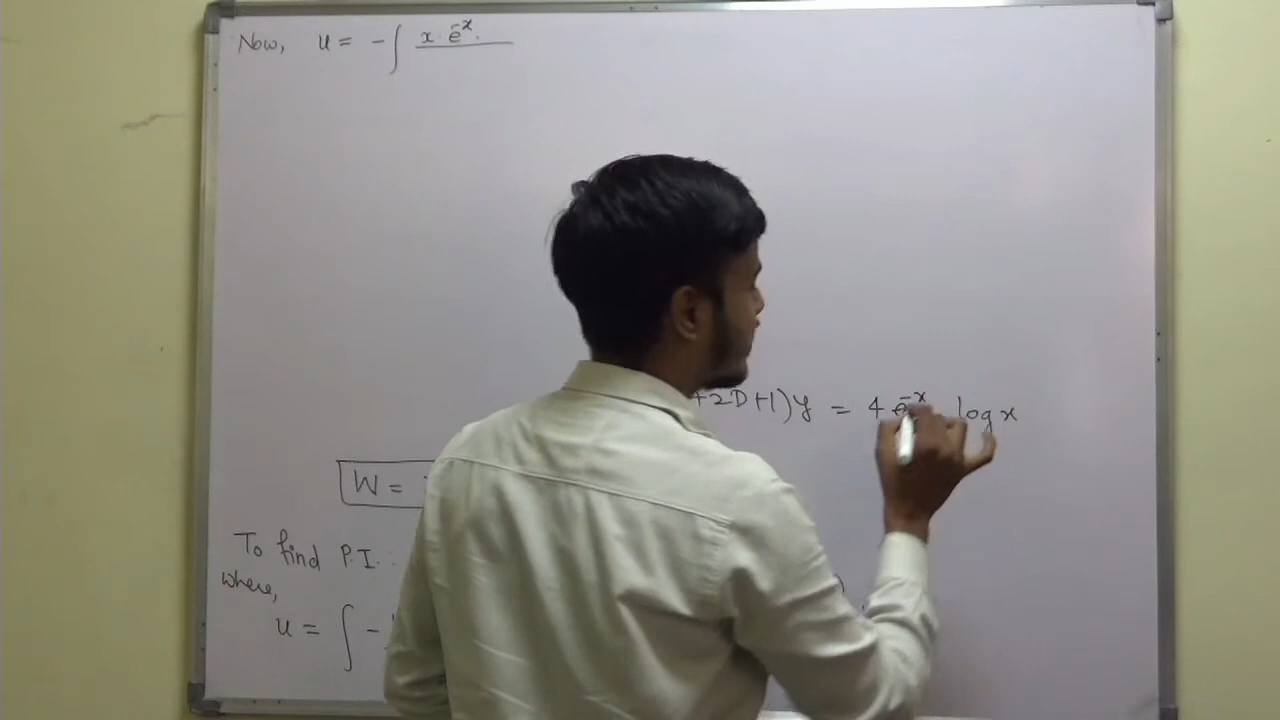 Now, u = - ∫ x. e^-x.
+2D+1)y = 4 e^-x log x
W =
To find P.I.
where,
u = ∫ -